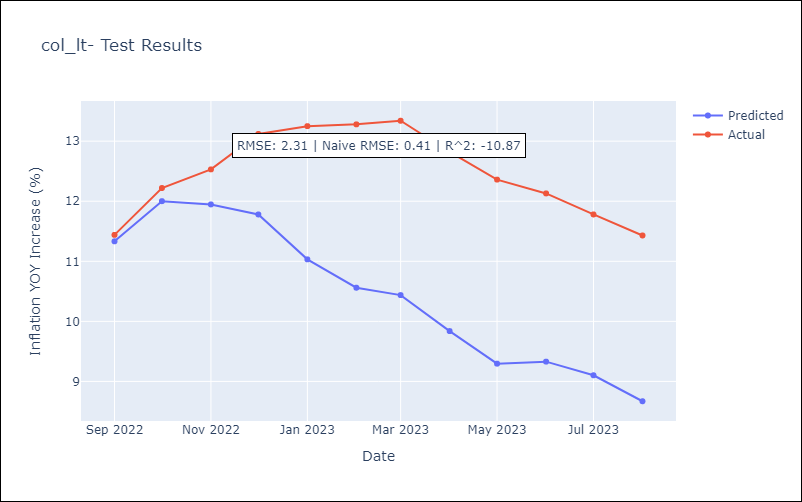 col_lt- Test Results
Predicted
Actual
RMSE: 2.31 | Naive RMSE: 0.41 | R^2: -10.87
Inflation YOY Increase (%)
13
12
11
10
9
Sep 2022
Nov 2022
Jan 2023
Mar 2023
May 2023
Jul 2023
Date